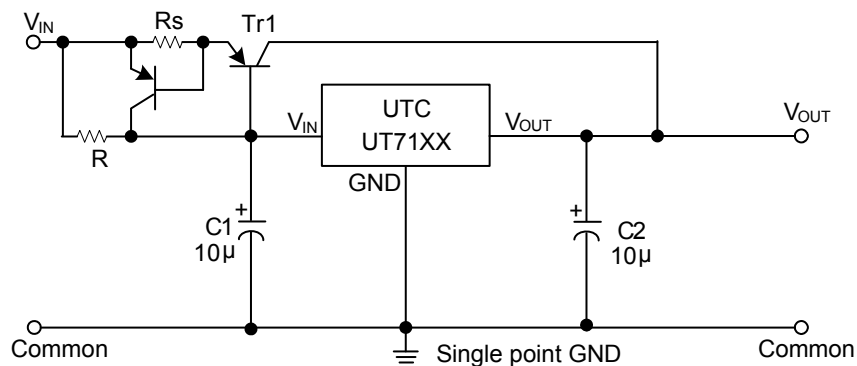 VIN
Rs
Tr1
R
VIN
UTC
UT71XX
VOUT
GND
VOUT
+
C1
10μ
+
C2
10μ
Common
Single point GND
Common